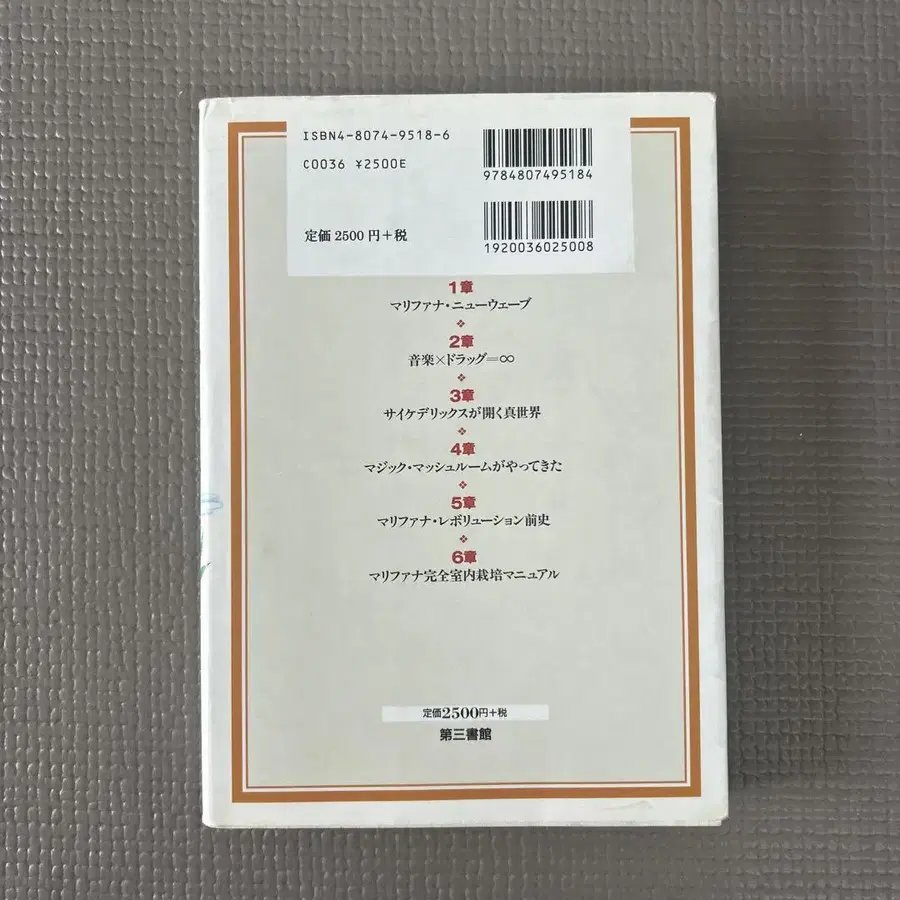 ISBN4-8074-9518-6
C0036 ¥2500E
9784807495184
定価 2500 円+税
1920036025008
1章
マリファナ・ニューウェーブ
2章
音楽×ドラッグ=∞
3章
サイケデリックスが開く真世界
4章
マジック・マッシュルームがやってきた
5章
マリファナ・レボリューション前史
6章
マリファナ完全室内栽培マニュアル
定価2500円+税
第三書館